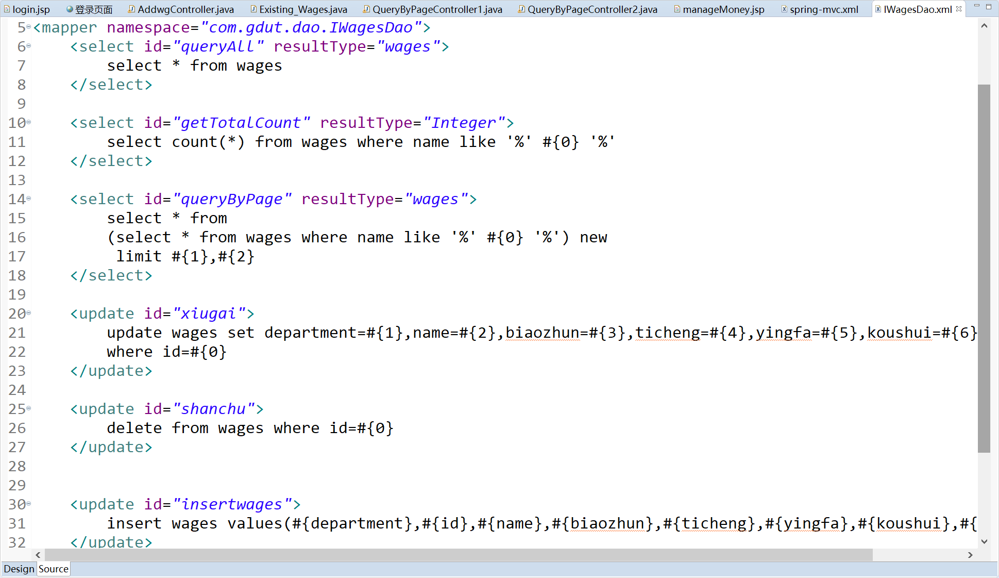 login.jsp 登录页面 AddwgController.java Existing_Wages.java QueryByPageController1.java QueryByPageController2.java manageMoney.jsp spring-mvc.xml IWagesDao.xml
5 <mapper namespace="com.gdut.dao.IWagesDao">
6 <select id="queryAll" resultType="wages">
7 select * from wages
8 </select>
9
10 <select id="getTotalCount" resultType="Integer">
11 select count(*) from wages where name like '%' #{0} '%'
12 </select>
13
14 <select id="queryByPage" resultType="wages">
15 select * from
16 (select * from wages where name like '%' #{0} '%') new
17 limit #{1},#{2}
18 </select>
19
20 <update id="xiugai">
21 update wages set department=#{1},name=#{2},biaozhun=#{3},ticheng=#{4},yingfa=#{5},koushui=#{6}
22 where id=#{0}
23 </update>
24
25 <update id="shanchu">
26 delete from wages where id=#{0}
27 </update>
28
29
30 <update id="insertwages">
31 insert wages values(#{department},#{id},#{name},#{biaozhun},#{ticheng},#{yingfa},#{koushui},#{
32 </update>
Design Source